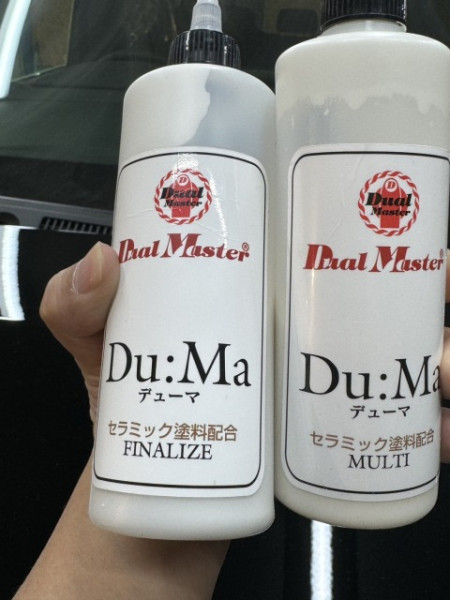 D
Dual
Master
Dual Master®
Du:Ma
デューマ
セラミック塗料配合
FINALIZE
D
Dual
Master
Dual Master®
Du:Ma
デューマ
セラミック塗料配合
MULTI